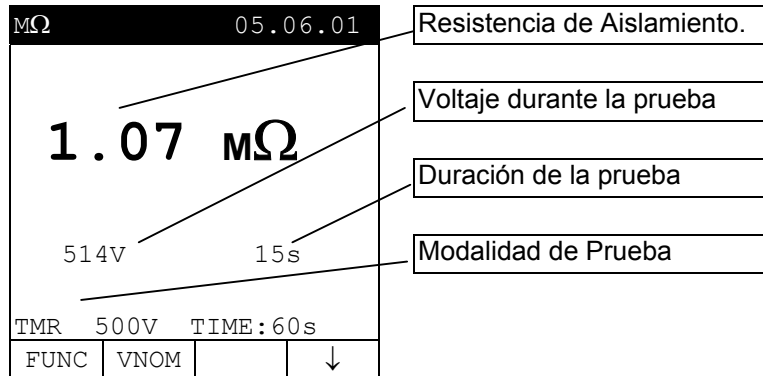 MΩ 05.06.01
Resistencia de Aislamiento.
Voltaje durante la prueba
1.07 MΩ
Duración de la prueba
514V 15s
Modalidad de Prueba
TMR 500V TIME:60s
FUNC VNOM ↓